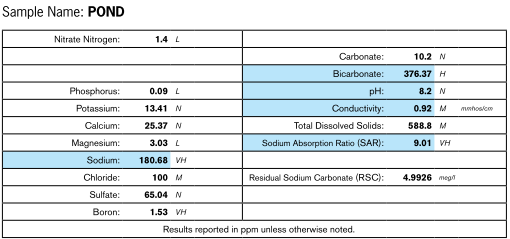 Sample Name: POND
Nitrate Nitrogen: 1.4 L
Carbonate: 10.2 N
Bicarbonate: 376.37 H
Phosphorus: 0.09 L pH: 8.2 N
Potassium: 13.41 N Conductivity: 0.92 M mmhos/cm
Calcium: 25.37 N Total Dissolved Solids: 588.8 M
Magnesium: 3.03 L Sodium Absorption Ratio (SAR): 9.01 VH
Sodium: 180.68 VH
Chloride: 100 M Residual Sodium Carbonate (RSC): 4.9926 meg/l
Sulfate: 65.04 N
Boron: 1.53 VH
Results reported in ppm unless otherwise noted.